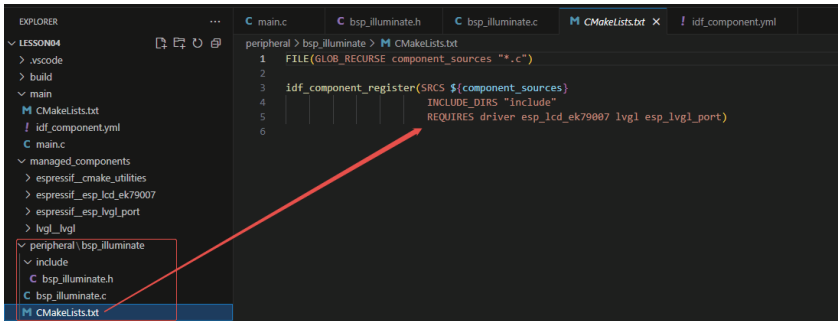 EXPLORER
LESSON04
.vscode
build
main
CMakeLists.txt
! idf_component.yml
C main.c
managed_components
espressif__cmake_utilities
espressif__esp_lcd_ek79007
espressif__esp_lvgl_port
lvgl__lvgl
peripheral\bsp_illuminate
include
C bsp_illuminate.h
C bsp_illuminate.c
M CMakeLists.txt
C main.c C bsp_illuminate.h C bsp_illuminate.c M CMakeLists.txt ! idf_component.yml
peripheral > bsp_illuminate > M CMakeLists.txt
1 FILE(GLOB_RECURSE component_sources "*.c")
2
3 idf_component_register(SRCS ${component_sources}
4 INCLUDE_DIRS "include"
5 REQUIRES driver esp_lcd_ek79007 lvgl esp_lvgl_port)
6